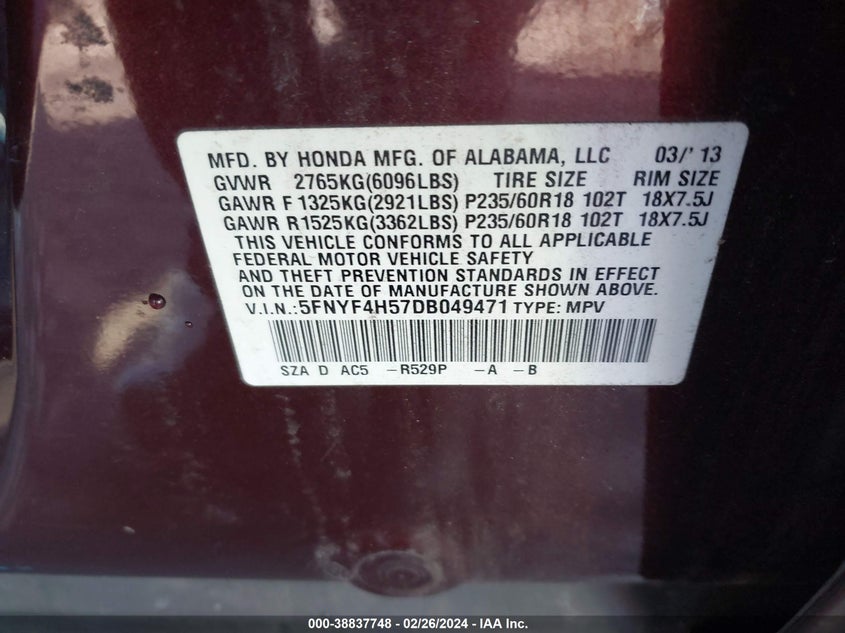 MFD. BY HONDA MFG. OF ALABAMA, LLC 03/' 13
GVWR 2765KG(6096LBS) TIRE SIZE RIM SIZE
GAWR F 1325KG(2921LBS) P235/60R18 102T 18X7.5J
GAWR R1525KG(3362LBS) P235/60R18 102T 18X7.5J
THIS VEHICLE CONFORMS TO ALL APPLICABLE
FEDERAL MOTOR VEHICLE SAFETY
AND THEFT PREVENTION STANDARDS IN EFFECT
ON THE DATE OF MANUFACTURE SHOWN ABOVE.
V.I.N.:5FNYF4H57DB049471 TYPE: MPV
SZA D AC5 -R529P -A -B
000-38837748 - 02/26/2024 - IAA Inc.